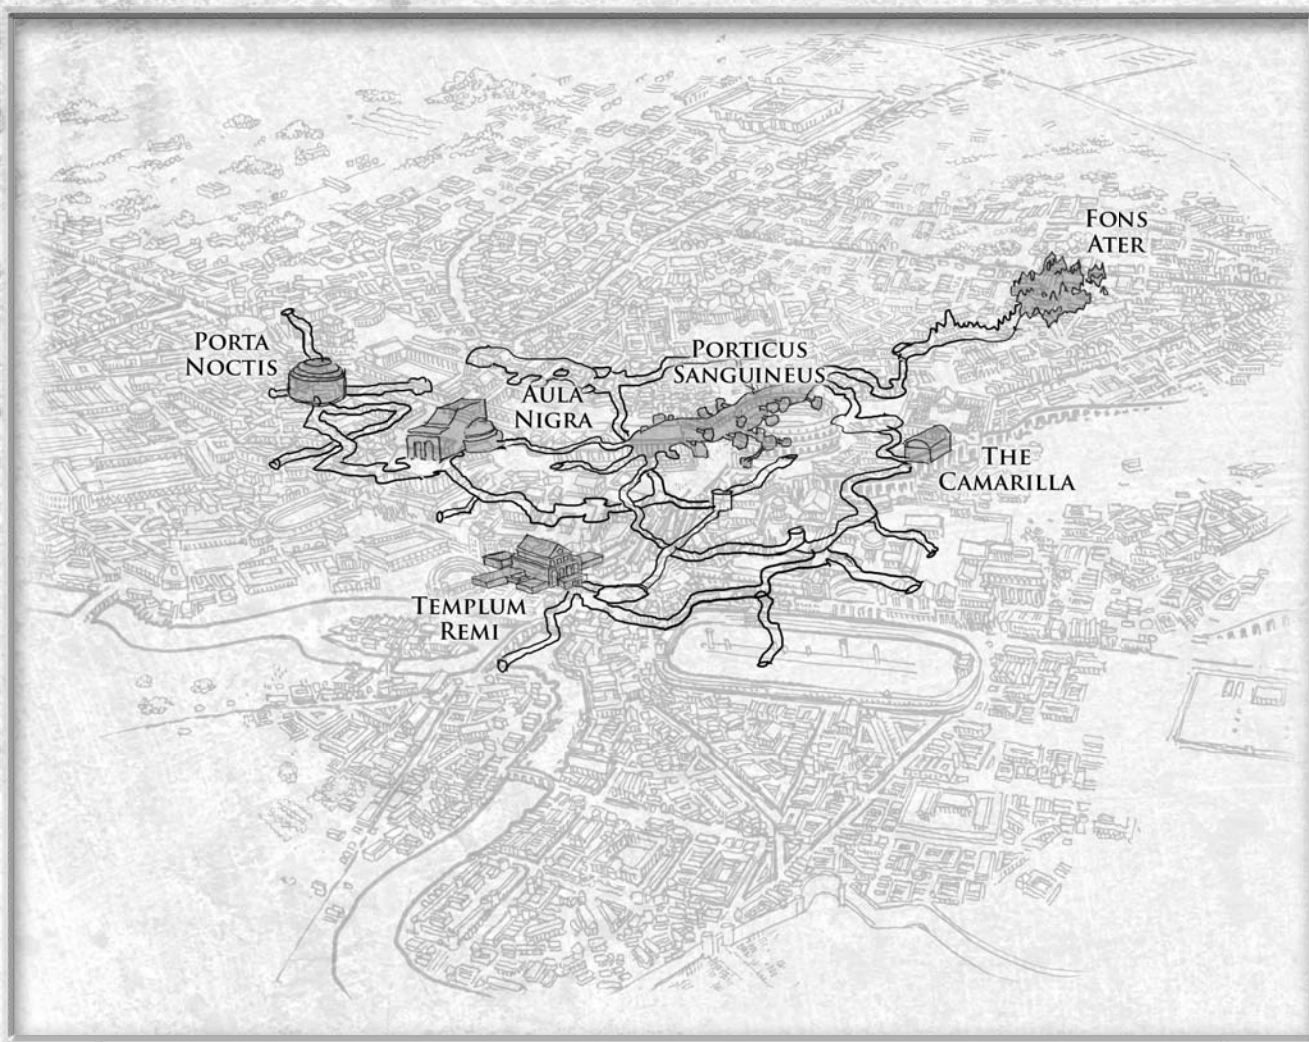 FONS
ATER
PORTA
NOCTIS
PORTICUS
SANGUINEUS
AULA
NIGRA
THE
CAMARILLA
TEMPLUM
REMI